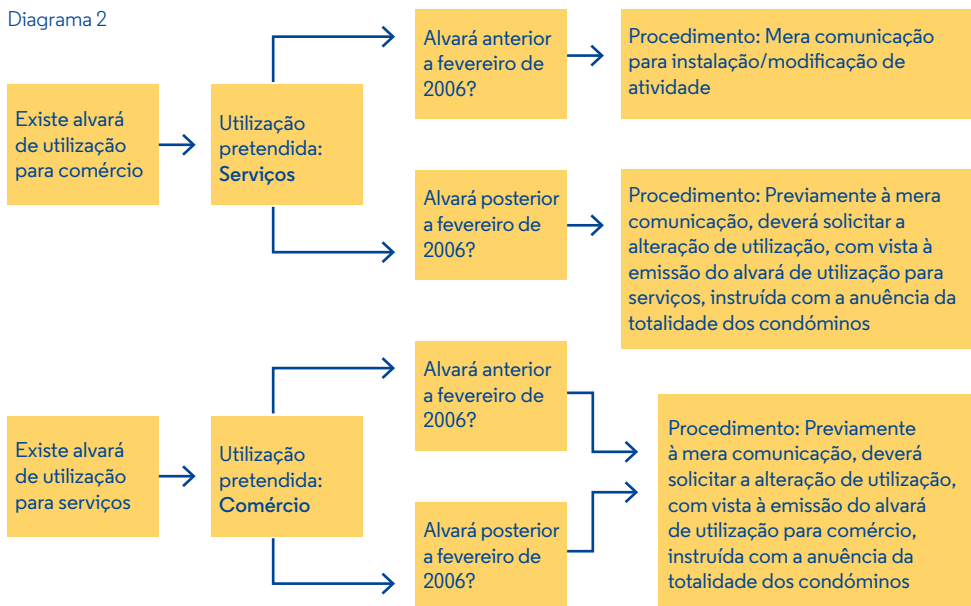 Diagrama 2
Existe alvará
de utilização
para comércio
Utilização
pretendida:
Serviços
Alvará anterior
a fevereiro de
2006?
Procedimento: Mera comunicação
para instalação/modificação de
atividade
Alvará posterior
a fevereiro de
2006?
Procedimento: Previamente à mera
comunicação, deverá solicitar a
alteração de utilização, com vista à
emissão do alvará de utilização para
serviços, instruída com a anuência da
totalidade dos condóminos
Existe alvará
de utilização
para serviços
Utilização
pretendida:
Comércio
Alvará anterior
a fevereiro de
2006?
Alvará posterior
a fevereiro de
2006?
Procedimento: Previamente
à mera comunicação, deverá
solicitar a alteração de utilização,
com vista à emissão do alvará
de utilização para comércio,
instruída com a anuência da
totalidade dos condóminos